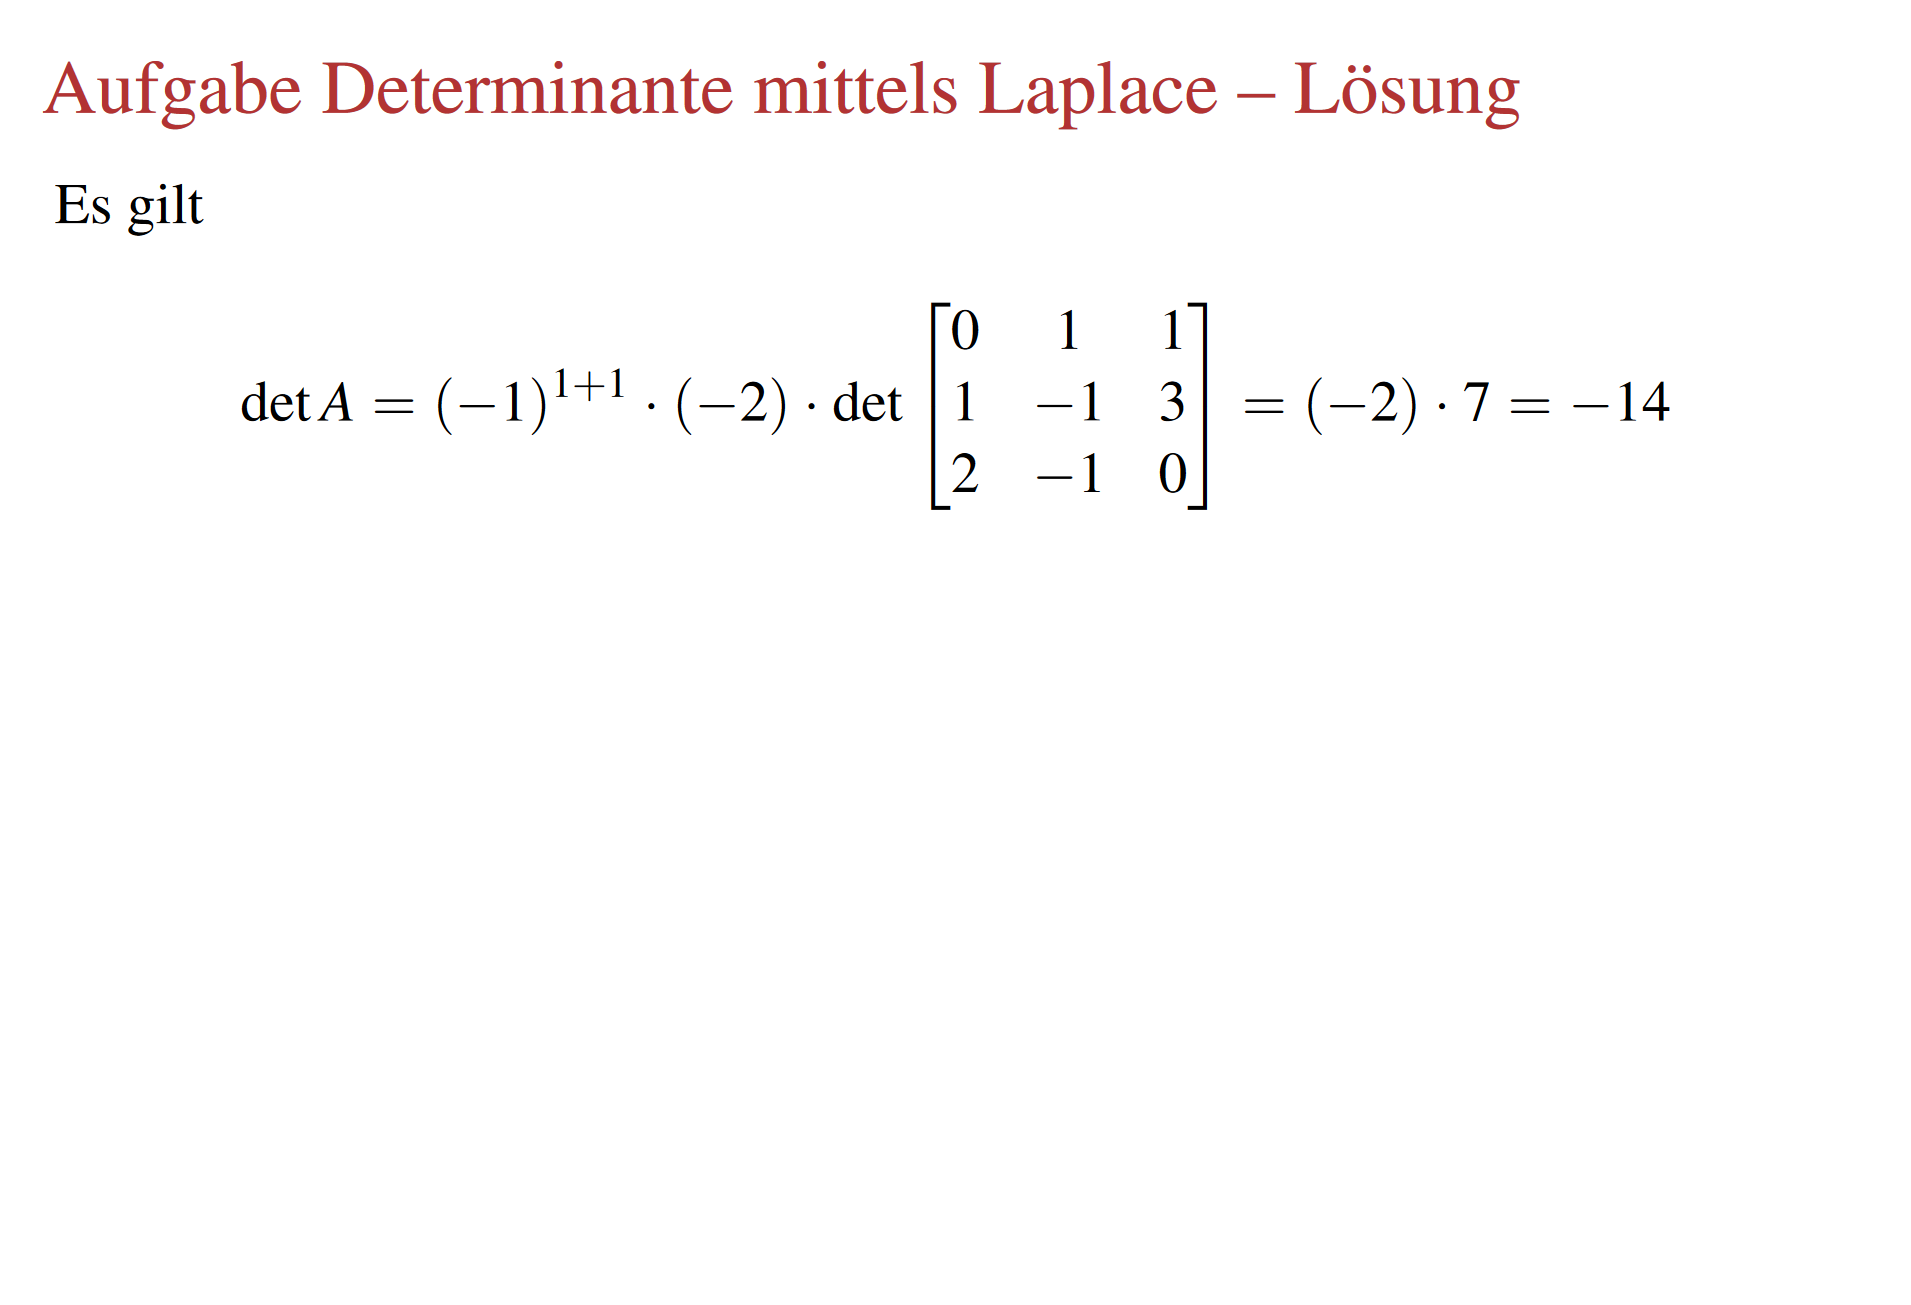 Aufgabe Determinante mittels Laplace – Lösung
Es gilt
det A = (−1)^{1+1} · (−2) · det [0 1 1; 1 −1 3; 2 −1 0] = (−2) · 7 = −14